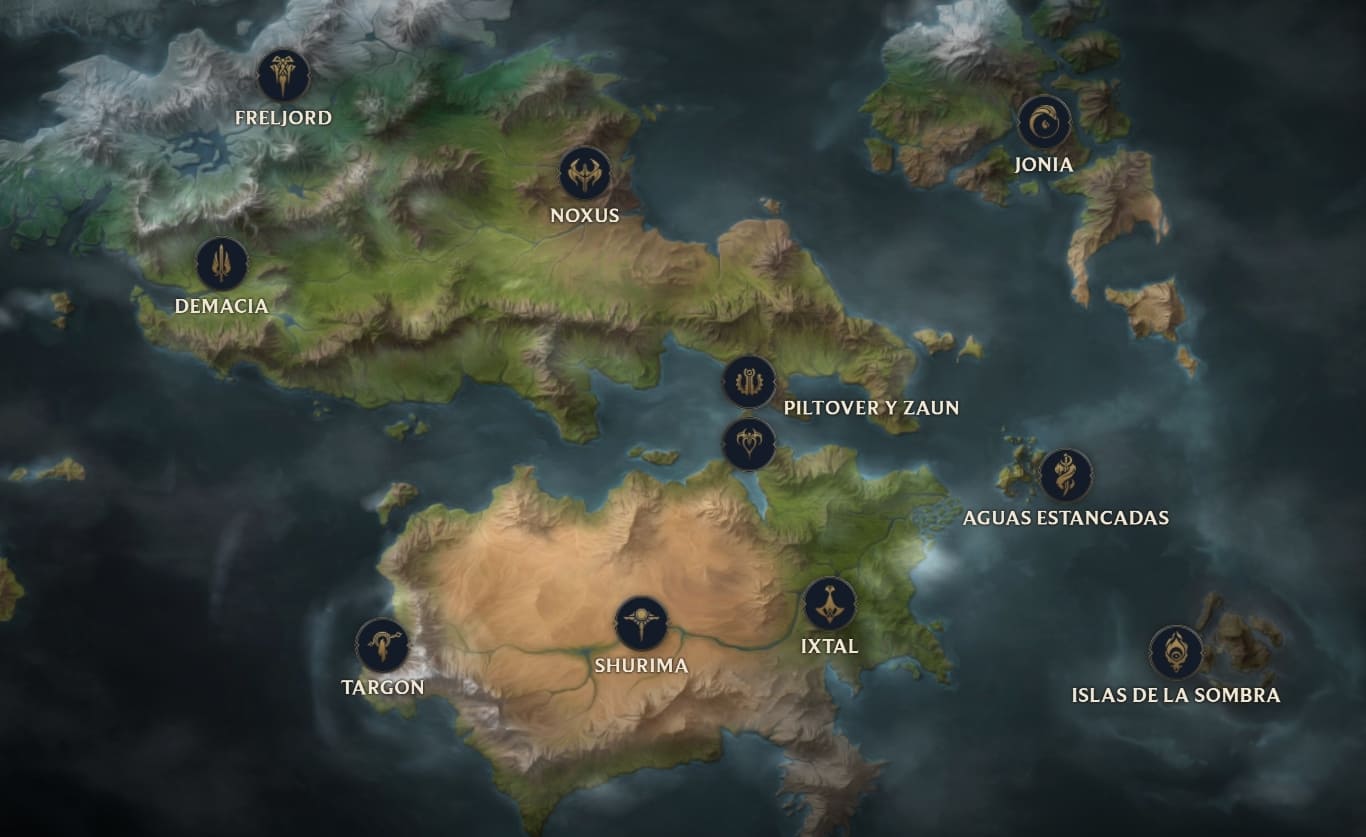 FRELJORD
JONIA
NOXUS
DEMACIA
PILTOVER Y ZAUN
AGUAS ESTANCADAS
IXTAL
SHURIMA
TARGON
ISLAS DE LA SOMBRA